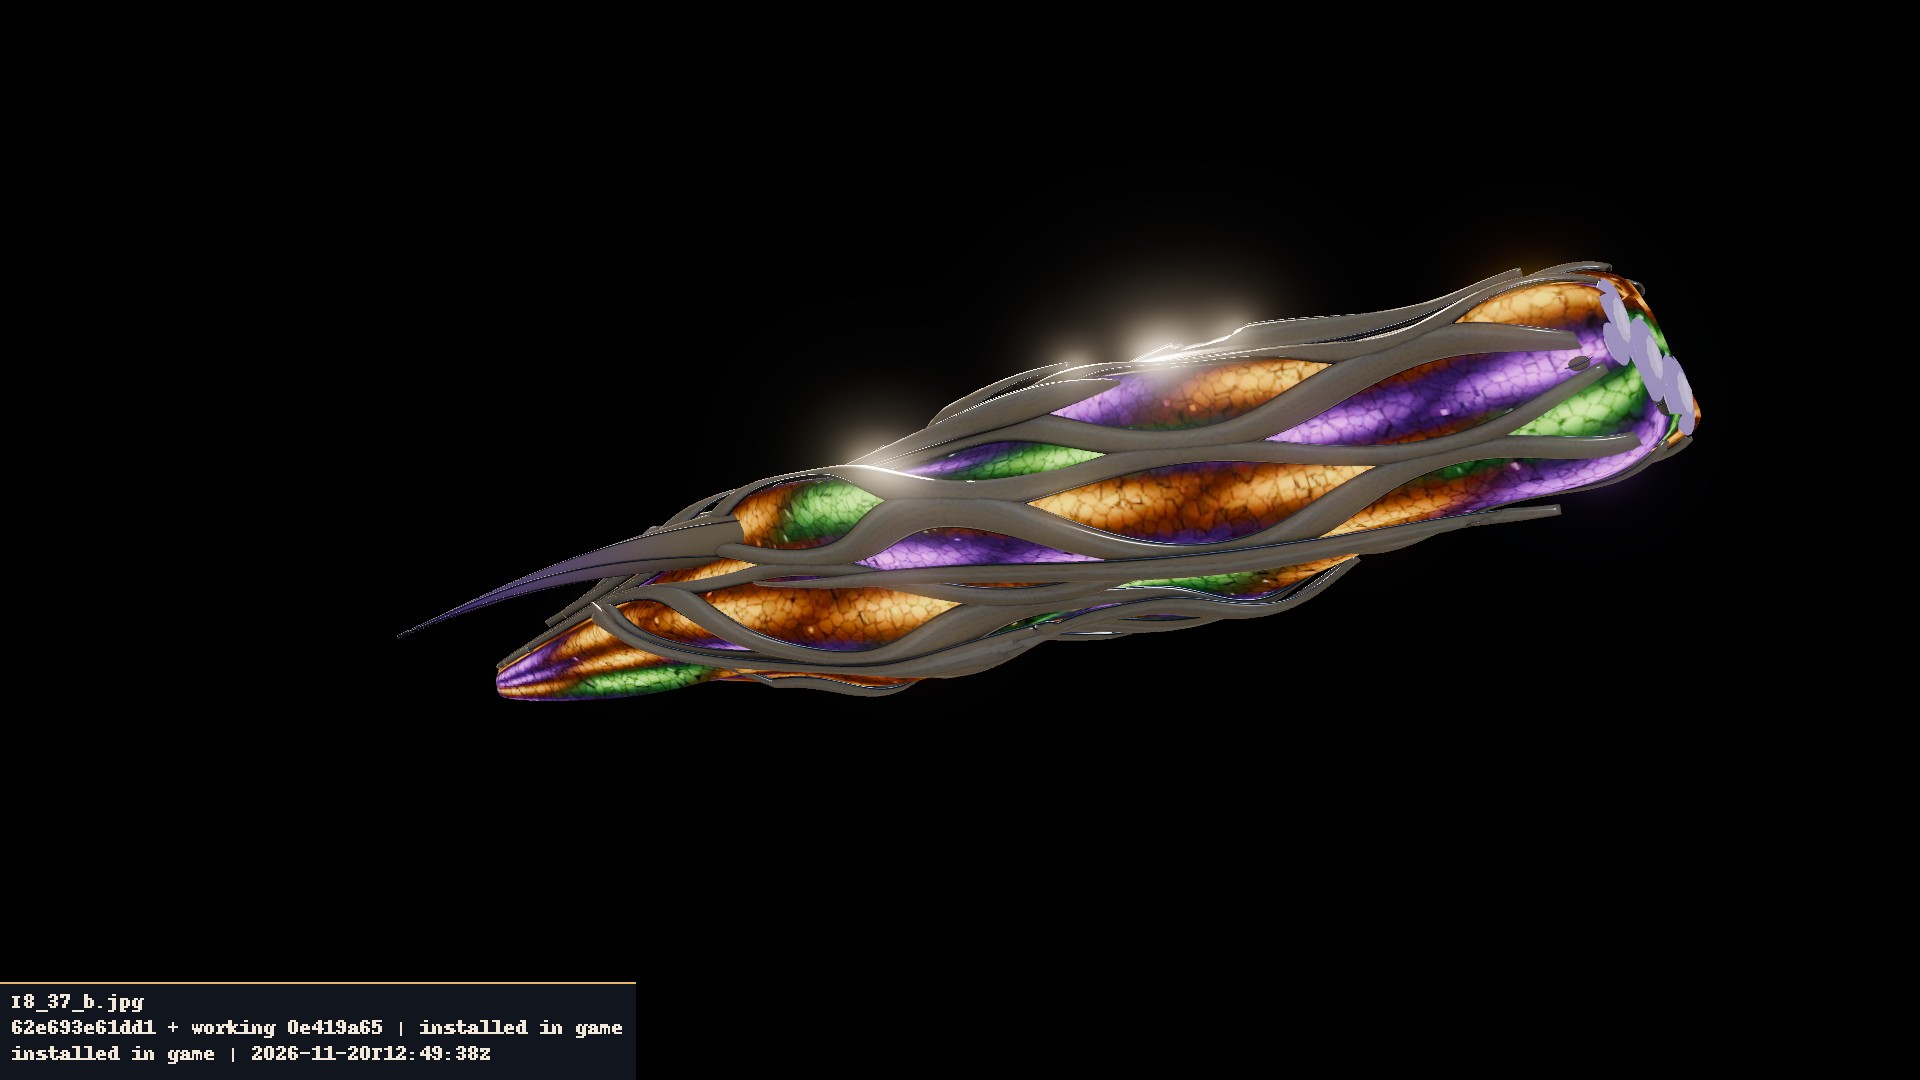 I8_37_b.jpg
62e693e61dd1 + working 0e419a65 | installed in game
installed in game | 2026-11-20T12:49:38Z